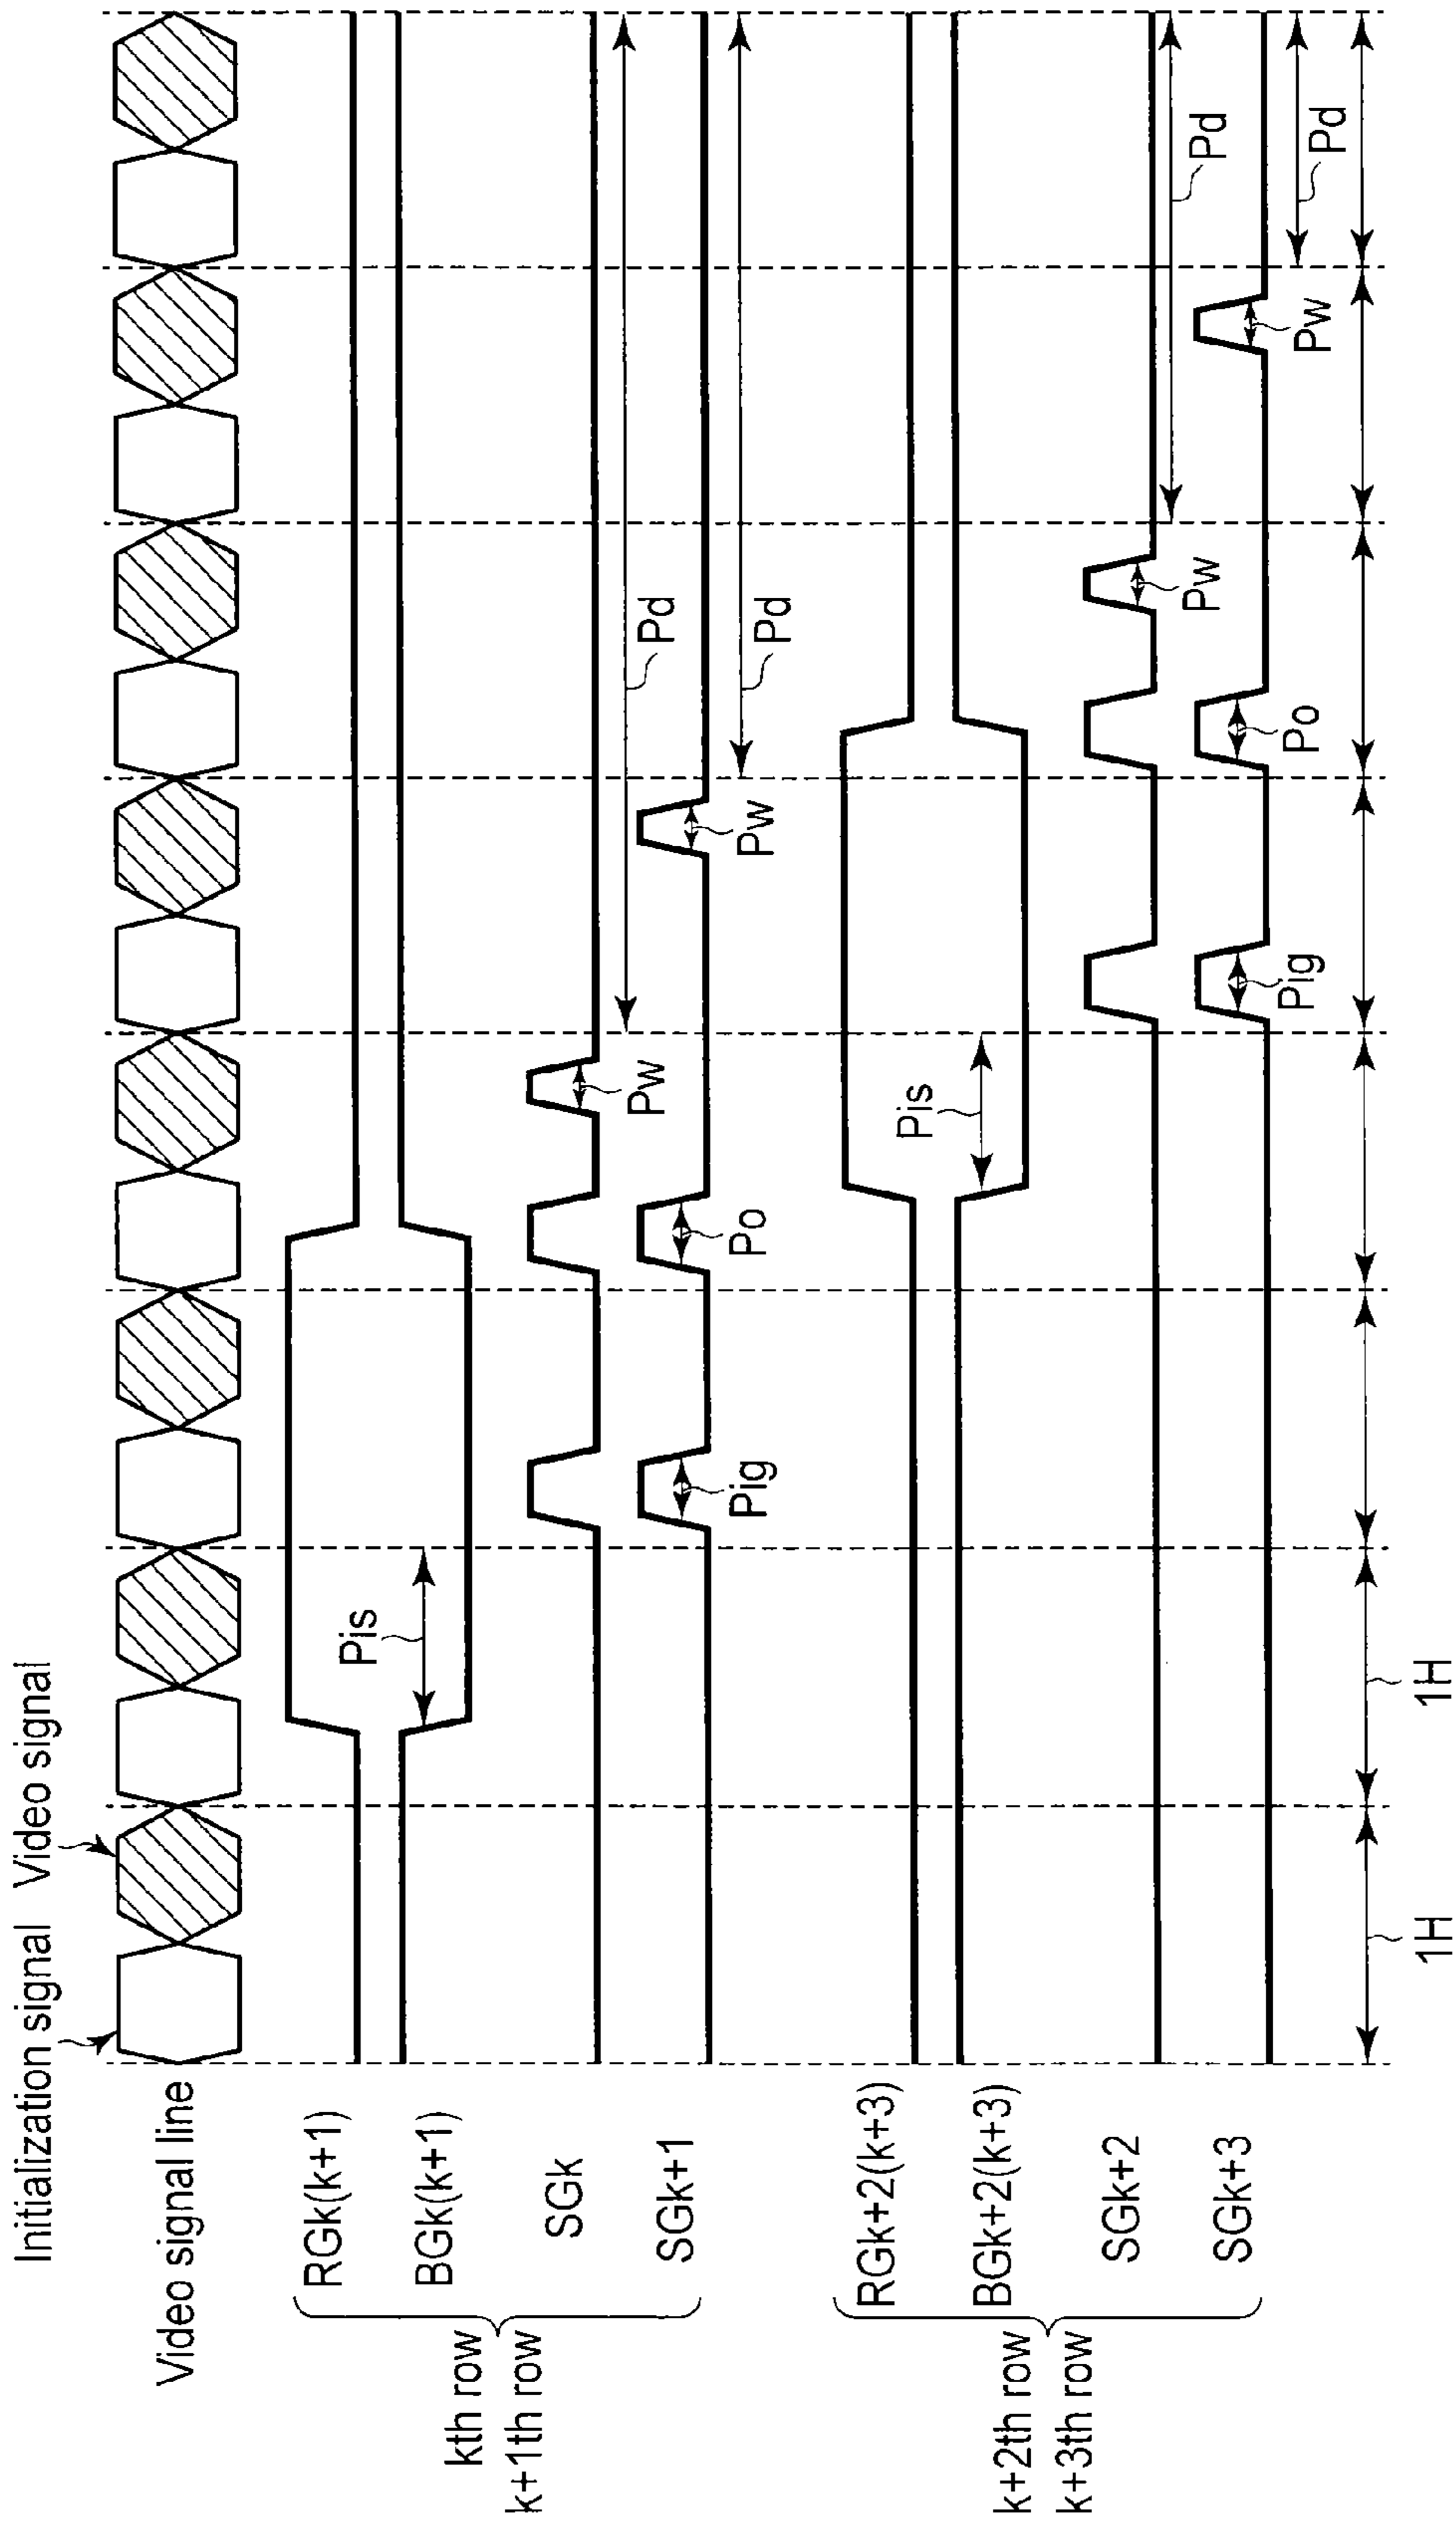 Initialization signal
Video signal
Video signal line
kth row
k+1th row
RGk(k+1)
BGk(k+1)
Pis
SGk
Pw
Pd
SGk+1
Pig
Po
Pw
Pd
k+2th row
k+3th row
RGk+2(k+3)
BGk+2(k+3)
Pis
SGk+2
Pw
Pd
SGk+3
Pig
Po
Pw
Pd
1H
1H